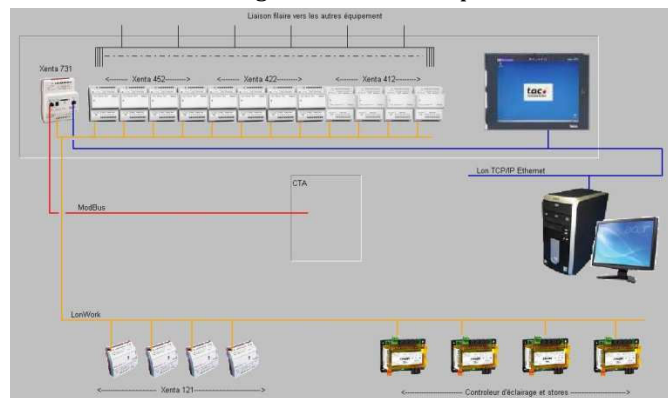 Liaison filaire vers les autres équipement
Xenta 731
<------- Xenta 452-------->
<------- Xenta 422-------->
<------- Xenta 412-------->
tac
Lon TCP/IP Ethernet
CTA
ModBus
LonWork
<---------------- Xenta 121---------------->
<---------------- Controleur d'éclairage et stores ---------------->